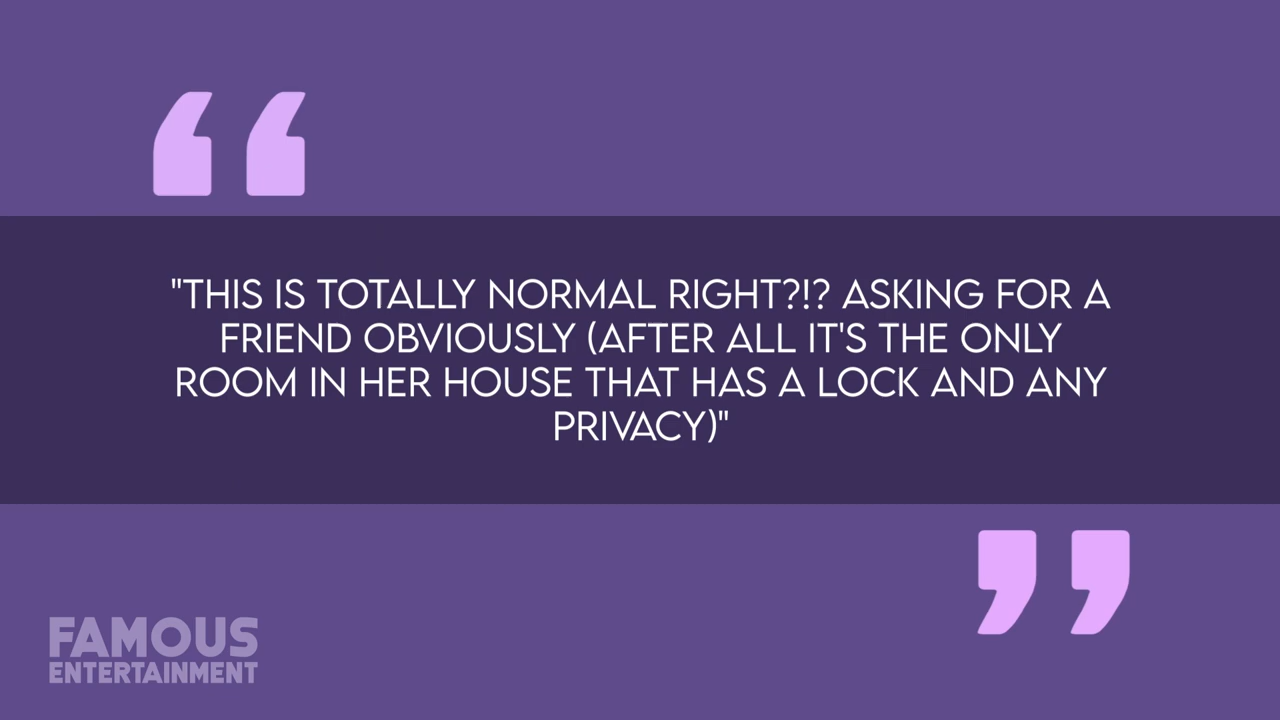 "THIS IS TOTALLY NORMAL RIGHT?!? ASKING FOR A
FRIEND OBVIOUSLY (AFTER ALL IT'S THE ONLY
ROOM IN HER HOUSE THAT HAS A LOCK AND ANY
PRIVACY)"
FAMOUS
ENTERTAINMENT